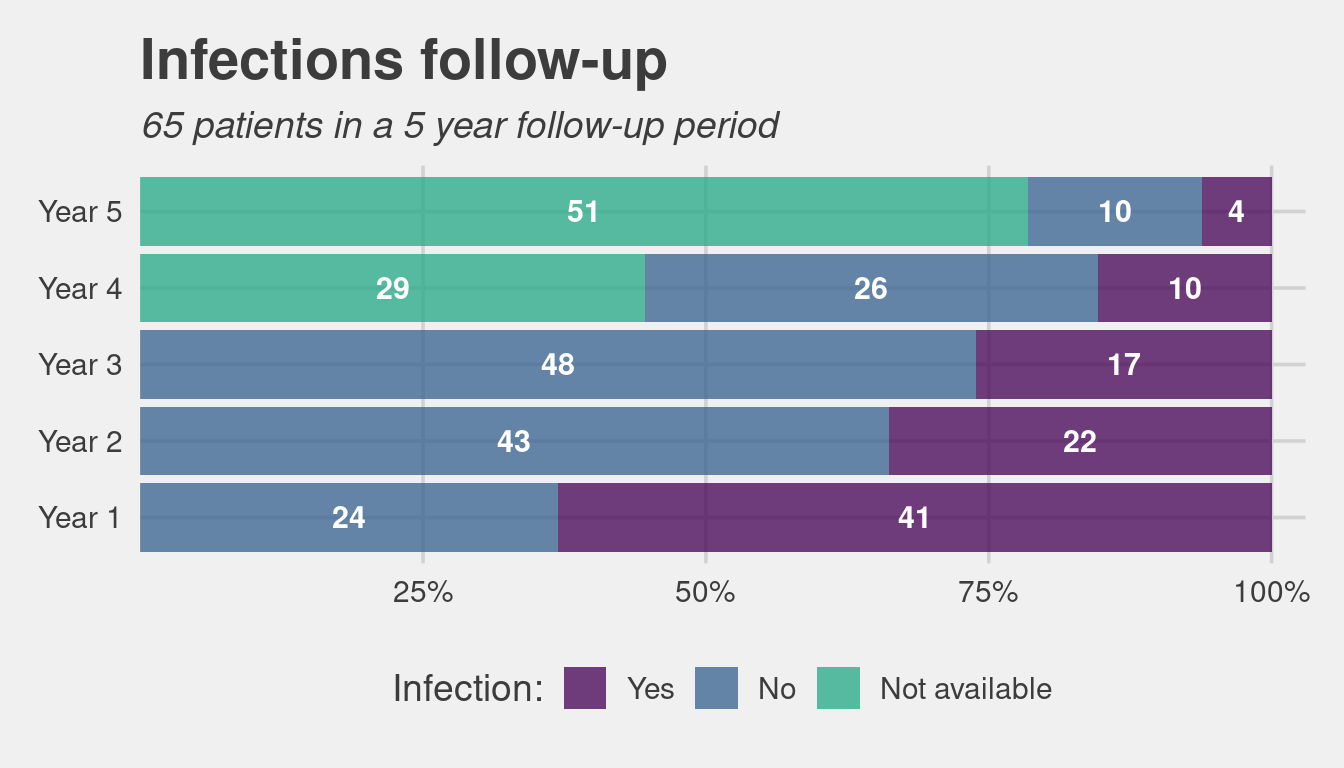 Infections follow-up
65 patients in a 5 year follow-up period
Year 5 51 10 4
Year 4 29 26 10
Year 3 48 17
Year 2 43 22
Year 1 24 41
25% 50% 75% 100%
Infection: Yes No Not available